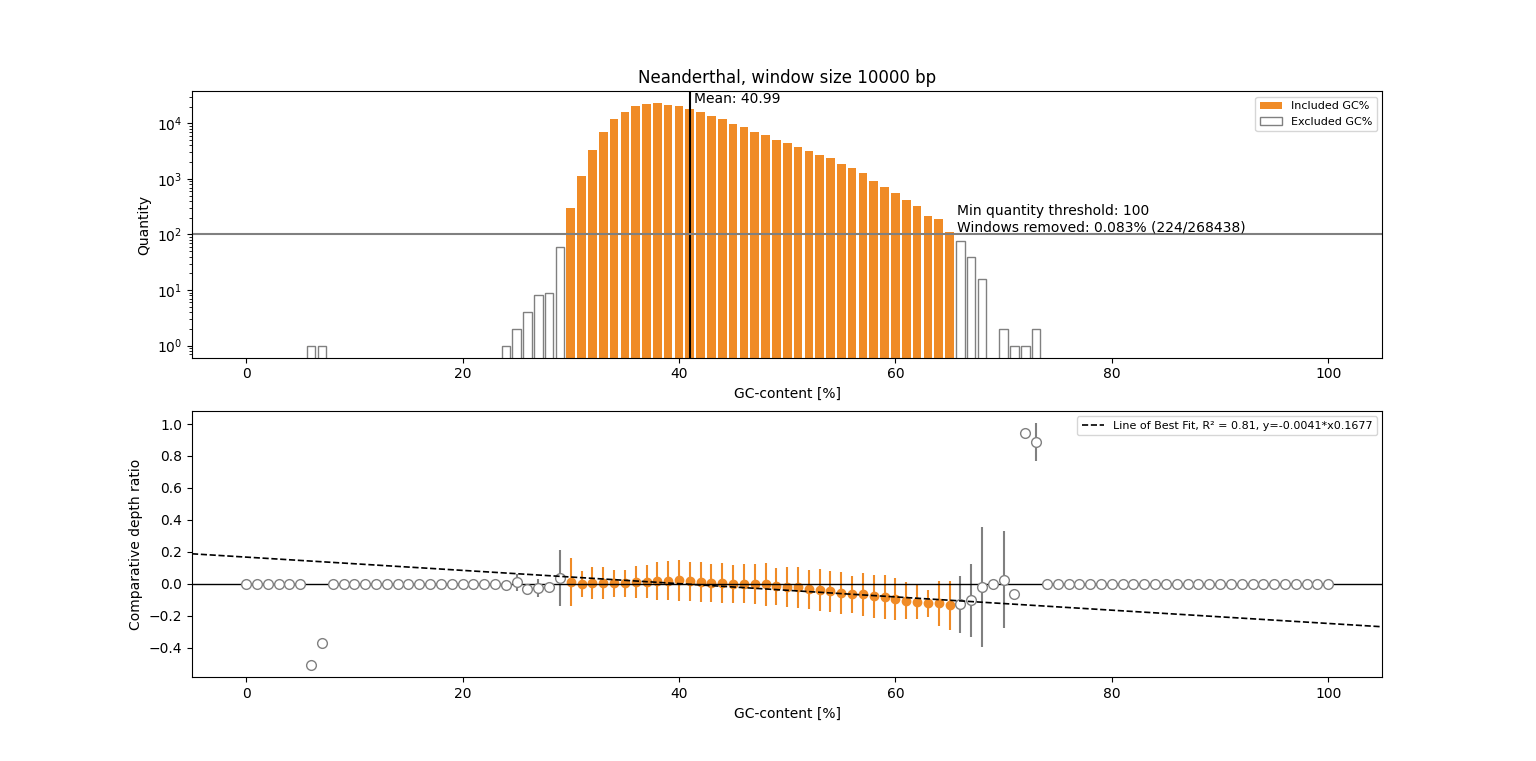 Neanderthal, window size 10000 bp
Mean: 40.99
Included GC%
Excluded GC%
Min quantity threshold: 100
Windows removed: 0.083% (224/268438)
Quantity
10⁴
10³
10²
10¹
10⁰
0 20 40 60 80 100
GC-content [%]
Line of Best Fit, R² = 0.81, y=-0.0041*x0.1677
Comparative depth ratio
1.0
0.8
0.6
0.4
0.2
0.0
−0.2
−0.4
0 20 40 60 80 100
GC-content [%]